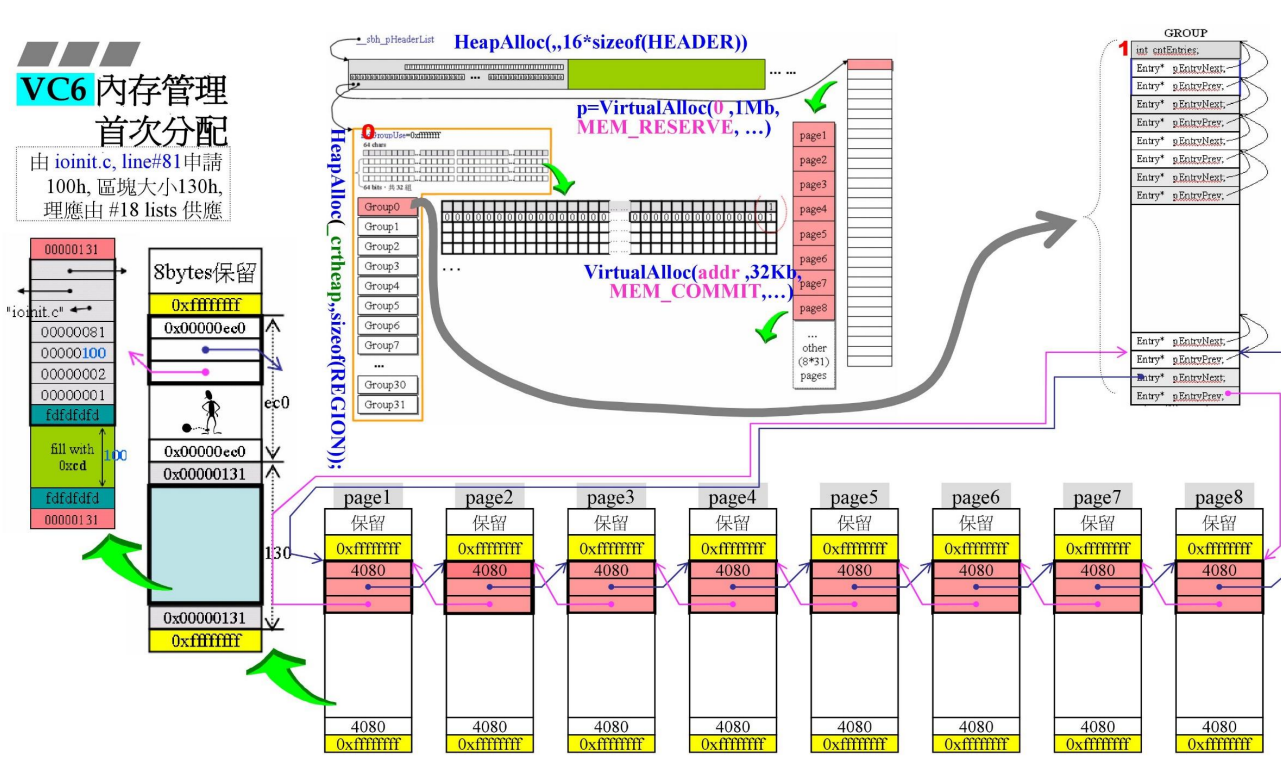 VC6 內存管理
首次分配
由 ioinit.c, line#81申請
100h, 區塊大小130h,
理應由 #18 lists 供應
__sbh_pHeaderList
HeapAlloc(,,16*sizeof(HEADER))
... ...
p=VirtualAlloc(0 ,1Mb,
MEM_RESERVE, …)
0
64 chars
64 bits、共 32 組
HeapAlloc(_crtheap,,sizeof(REGION));
Group0
Group1
Group2
Group3
Group4
Group5
Group6
Group7
...
Group30
Group31
. . .
VirtualAlloc(addr ,32Kb,
MEM_COMMIT,…)
page1
page2
page3
page4
page5
page6
page7
page8
...
other
(8*31)
pages
GROUP
1
int cntEntries;
Entry* pEntryNext;
Entry* pEntryPrev;
Entry* pEntryNext;
Entry* pEntryPrev;
Entry* pEntryNext;
Entry* pEntryPrev;
Entry* pEntryNext;
Entry* pEntryPrev;
Entry* pEntryNext;
Entry* pEntryPrev;
Entry* pEntryNext;
Entry* pEntryPrev;
00000131
"ioinit.c"
00000081
00000100
00000002
00000001
fdfdfdfd
fill with
0xcd
100
fdfdfdfd
00000131
8bytes保留
0xffffffff
0x00000ec0
ec0
0x00000ec0
0x00000131
130
0x00000131
0xffffffff
page1 page2 page3 page4 page5 page6 page7 page8
保留 保留 保留 保留 保留 保留 保留 保留
0xffffffff 0xffffffff 0xffffffff 0xffffffff 0xffffffff 0xffffffff 0xffffffff 0xffffffff
4080 4080 4080 4080 4080 4080 4080 4080
4080 4080 4080 4080 4080 4080 4080 4080
0xffffffff 0xffffffff 0xffffffff 0xffffffff 0xffffffff 0xffffffff 0xffffffff 0xffffffff